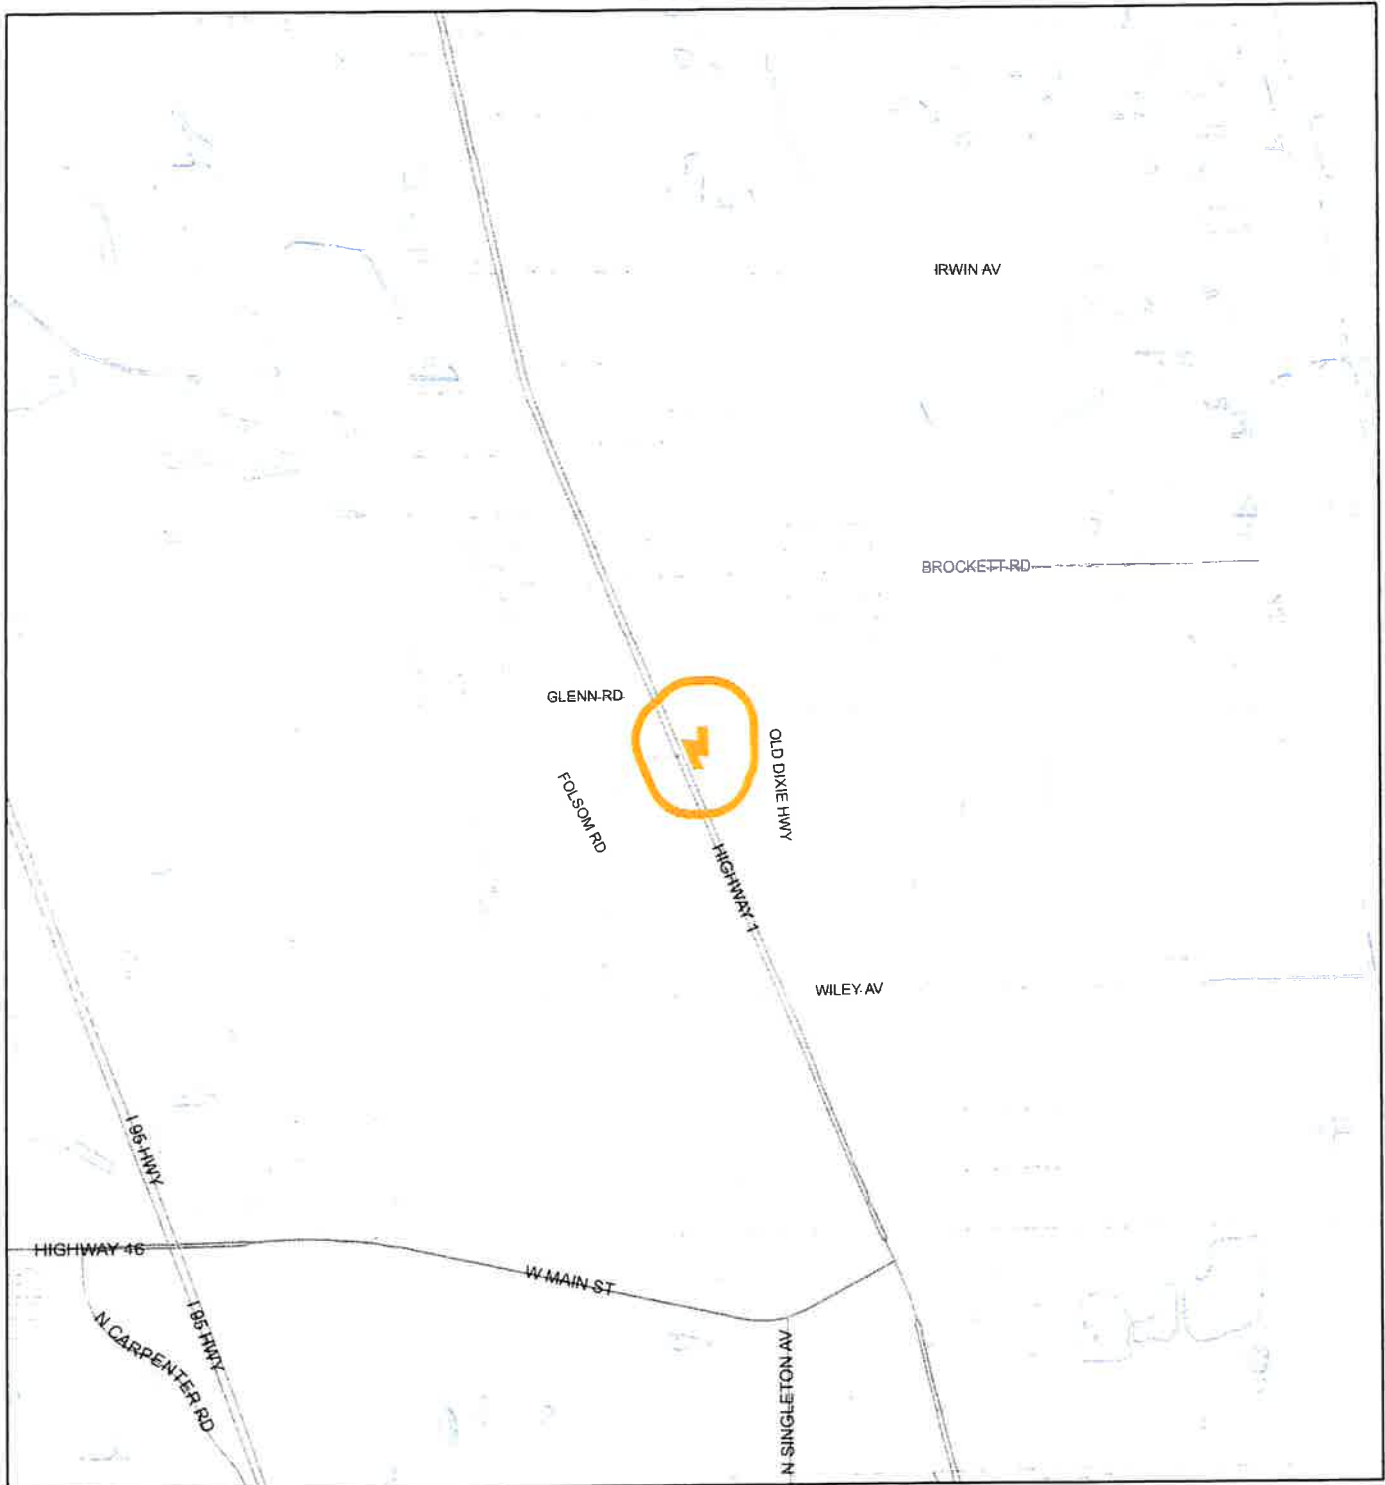 IRWIN AV
BROCKETT RD
GLENN RD
OLD DIXIE HWY
FOLSOM RD
HIGHWAY 1
WILEY AV
I 95 HWY
HIGHWAY 46
W MAIN ST
I 95 HWY
N CARPENTER RD
N SINGLETON AV